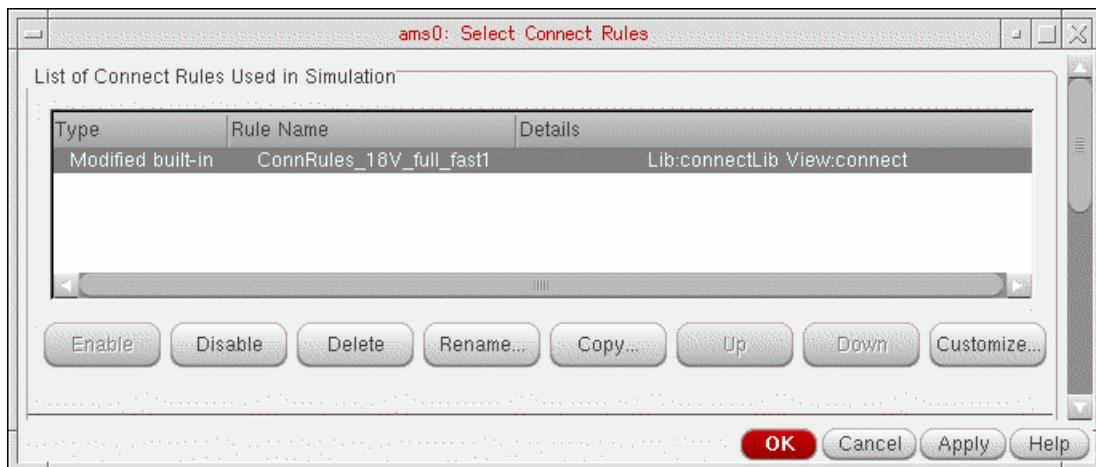 ams0: Select Connect Rules
List of Connect Rules Used in Simulation
Type Rule Name Details
Modified built-in ConnRules_18V_full_fast1 Lib:connectLib View:connect
Enable Disable Delete Rename... Copy... Up Down Customize...
OK Cancel Apply Help